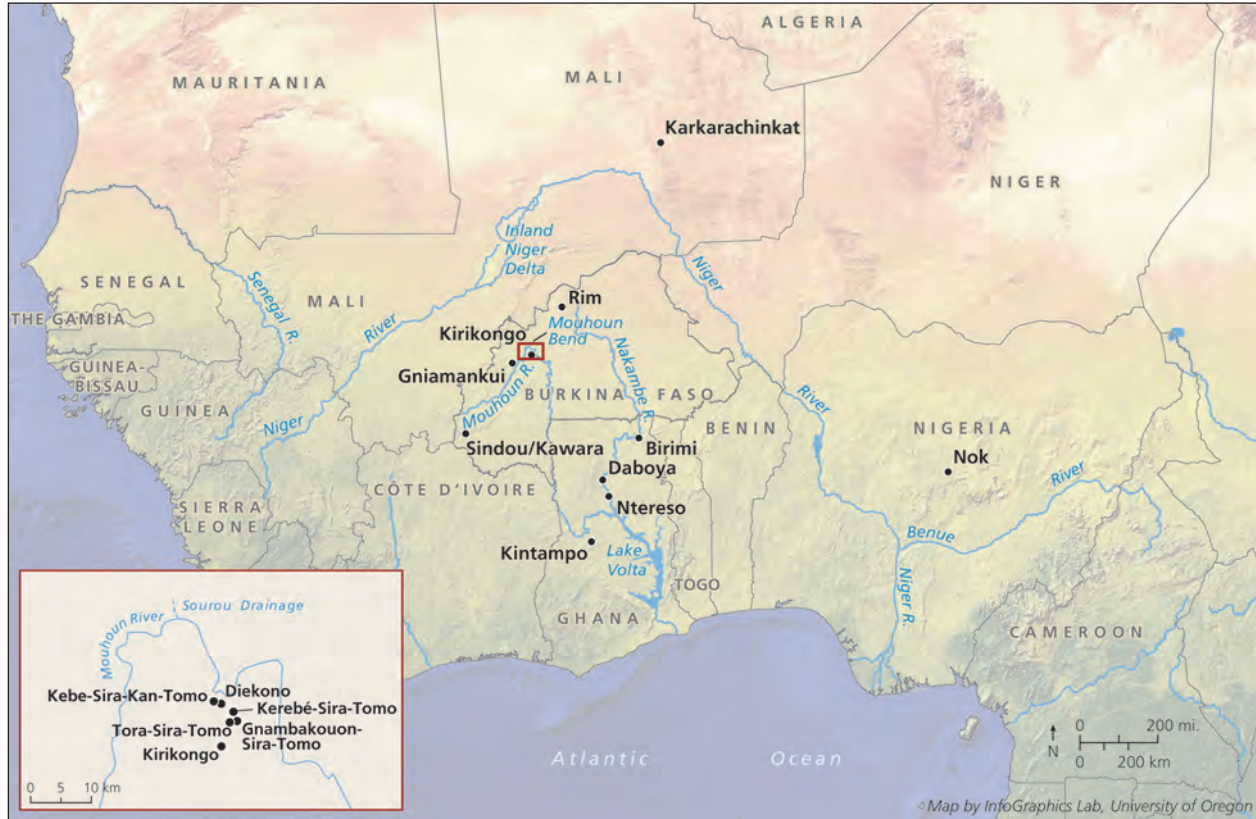 ALGERIA
MAURITANIA
MALI
Karkarachinkat
NIGER
Inland
Niger
Delta
SENEGAL
Senegal R.
MALI
Niger
Rim
THE GAMBIA
River
Kirikongo
Mouhoun
Bend
GUINEA-
BISSAU
Gniamankui
Nakambe R.
BURKINA FASO
Mouhoun R.
GUINEA
Niger
River
BENIN
NIGERIA
Sindou/Kawara
Birimi
Nok
Daboya
CÔTE D'IVOIRE
River
SIERRA
LEONE
Ntereso
Benue
Kintampo
Lake
Volta
TOGO
Niger R.
GHANA
CAMEROON
Sourou Drainage
Mouhoun River
Kebe-Sira-Kan-Tomo
Diekono
Kerebé-Sira-Tomo
Tora-Sira-Tomo
Gnambakouon-
Sira-Tomo
Kirikongo
0 5 10 km
Atlantic Ocean
N
0 200 mi.
0 200 km
Map by InfoGraphics Lab, University of Oregon